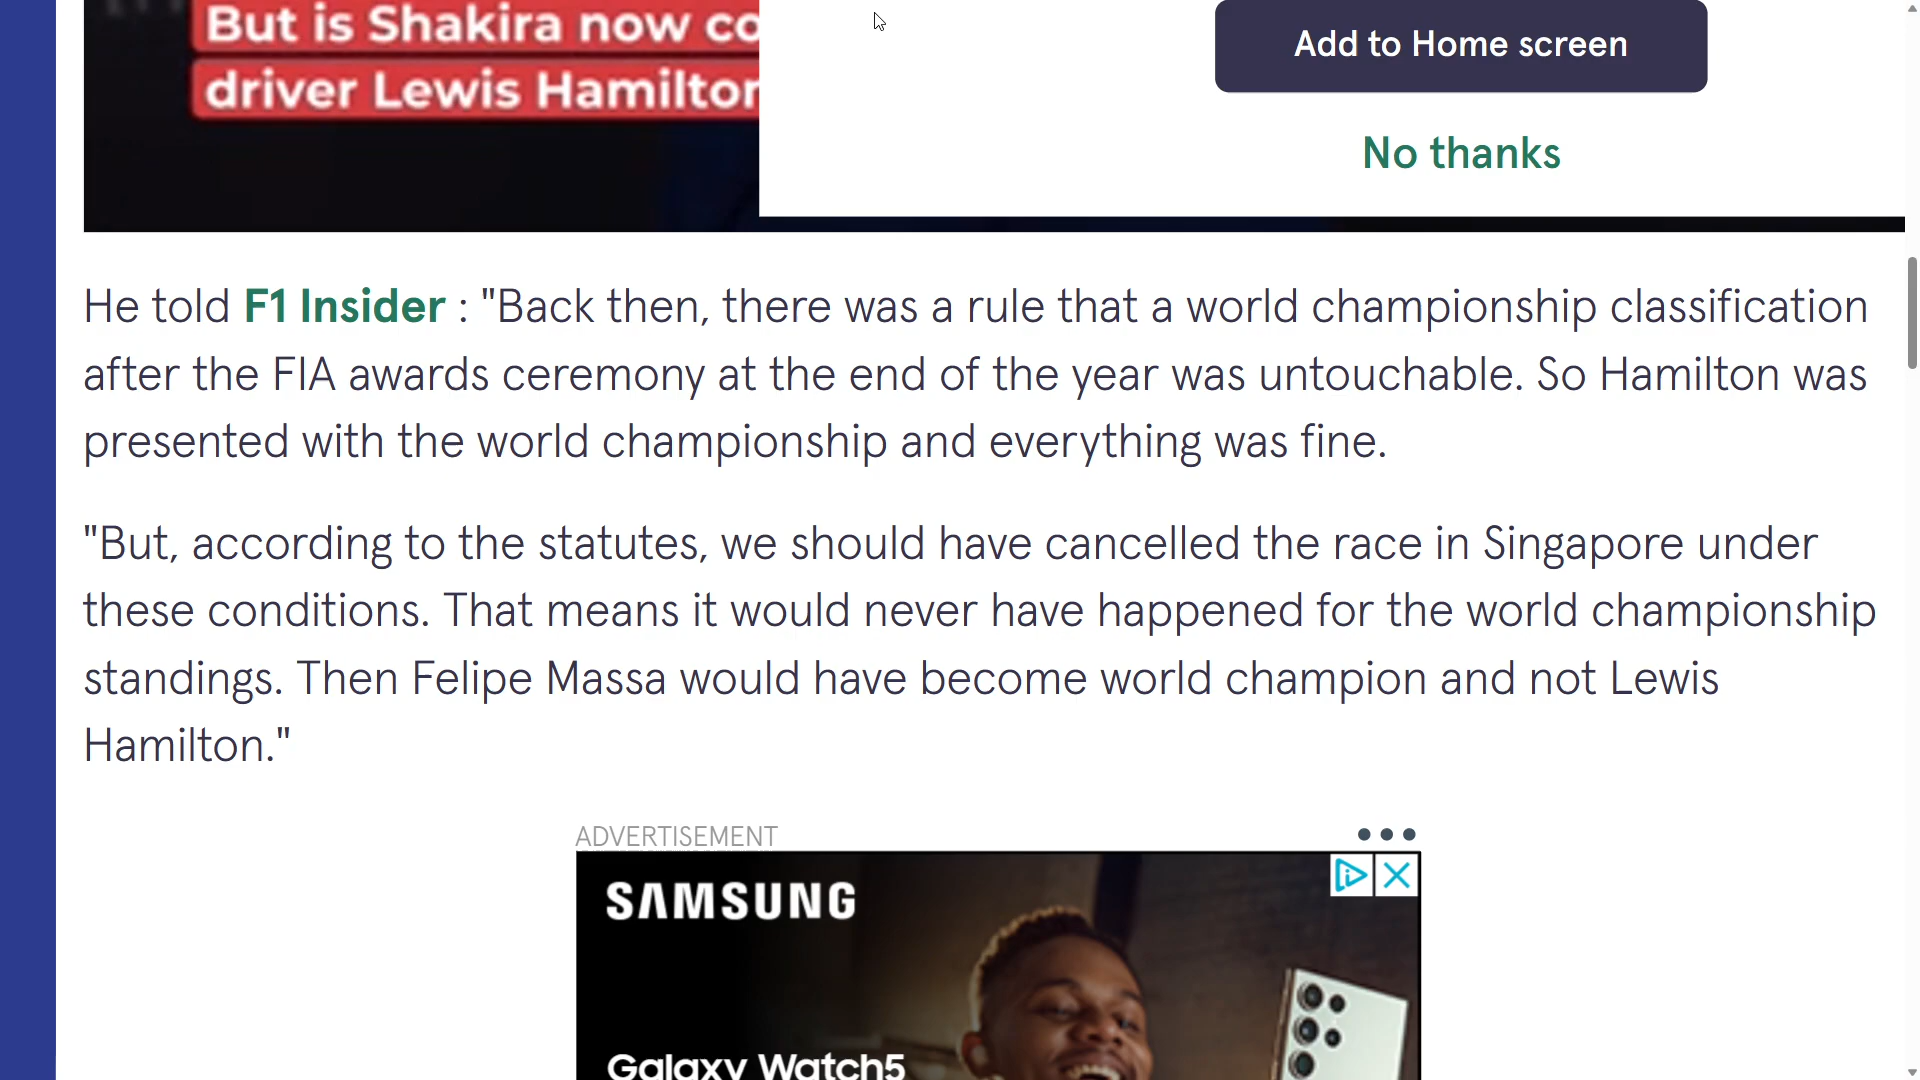 But is Shakira now co
driver Lewis Hamilton
Add to Home screen
No thanks
He told F1 Insider : "Back then, there was a rule that a world championship classification
after the FIA awards ceremony at the end of the year was untouchable. So Hamilton was
presented with the world championship and everything was fine.
"But, according to the statutes, we should have cancelled the race in Singapore under
these conditions. That means it would never have happened for the world championship
standings. Then Felipe Massa would have become world champion and not Lewis
Hamilton."
ADVERTISEMENT
SAMSUNG
Galaxy Watch5